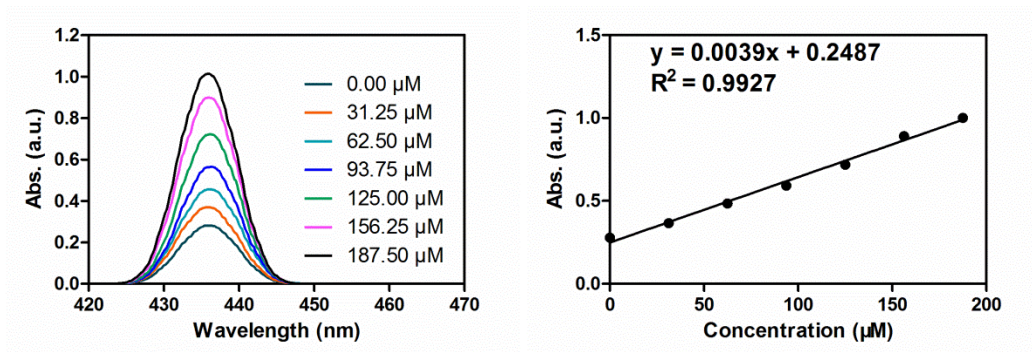 1.2
1.0
0.8
0.6
0.4
0.2
0.0
Abs. (a.u.)
420
430
440
450
460
470
Wavelength (nm)
0.00 µM
31.25 µM
62.50 µM
93.75 µM
125.00 µM
156.25 µM
187.50 µM
y = 0.0039x + 0.2487
R² = 0.9927
1.5
1.0
0.5
0.0
Abs. (a.u.)
0
50
100
150
200
Concentration (µM)